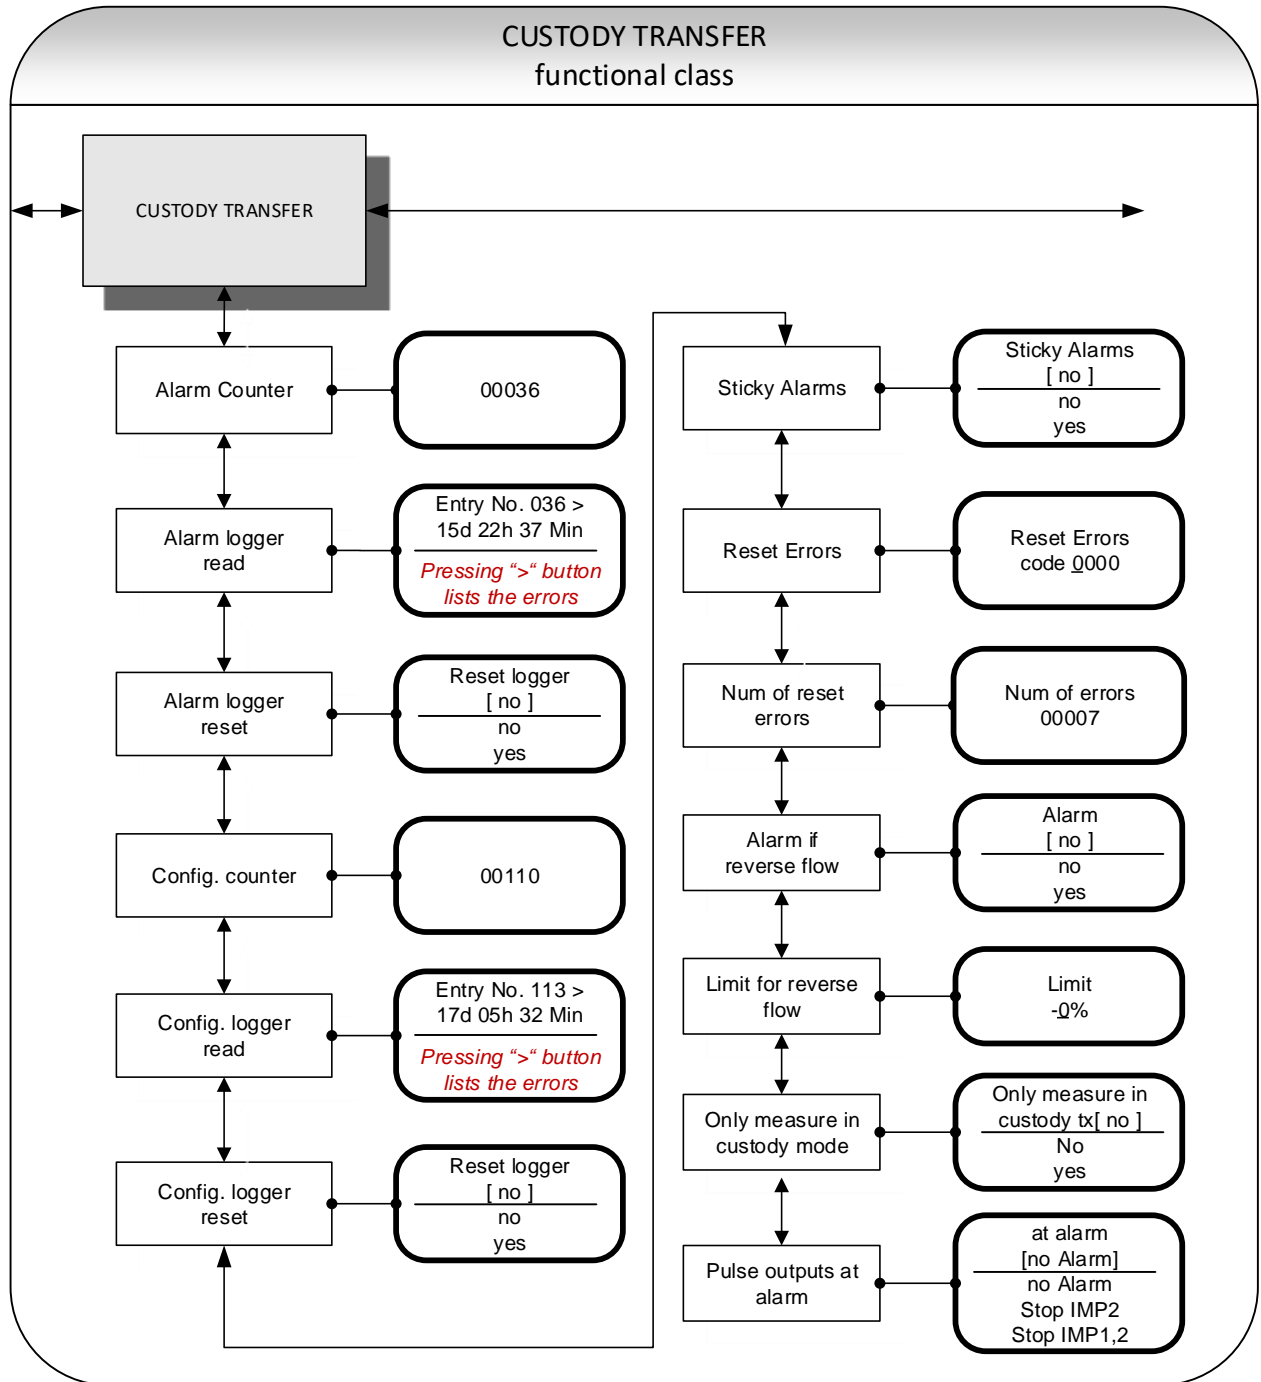 CUSTODY TRANSFER
functional class
CUSTODY TRANSFER
Alarm Counter
00036
Alarm logger
read
Entry No. 036 >
15d 22h 37 Min
Pressing “>“ button
lists the errors
Alarm logger
reset
Reset logger
[ no ]
no
yes
Config. counter
00110
Config. logger
read
Entry No. 113 >
17d 05h 32 Min
Pressing “>“ button
lists the errors
Config. logger
reset
Reset logger
[ no ]
no
yes
Sticky Alarms
Sticky Alarms
[ no ]
no
yes
Reset Errors
Reset Errors
code 0000
Num of reset
errors
Num of errors
00007
Alarm if
reverse flow
Alarm
[ no ]
no
yes
Limit for reverse
flow
Limit
-0%
Only measure in
custody mode
Only measure in
custody tx[ no ]
No
yes
Pulse outputs at
alarm
at alarm
[no Alarm]
no Alarm
Stop IMP2
Stop IMP1,2